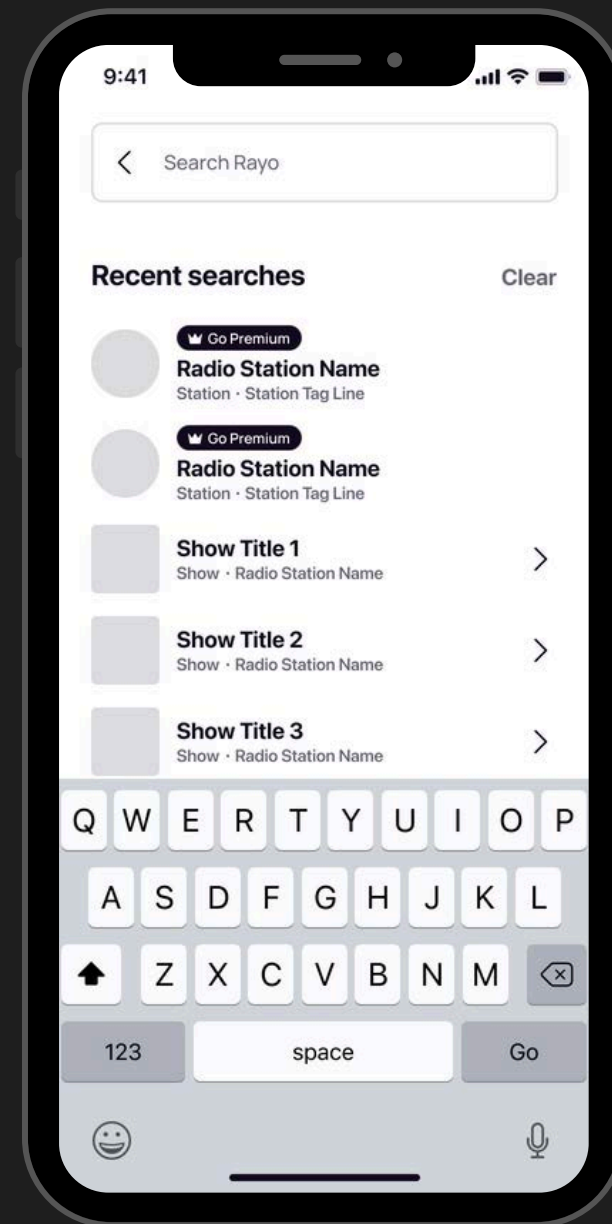 9:41
Search Rayo
Recent searches Clear
Go Premium
Radio Station Name
Station · Station Tag Line
Go Premium
Radio Station Name
Station · Station Tag Line
Show Title 1
Show · Radio Station Name
Show Title 2
Show · Radio Station Name
Show Title 3
Show · Radio Station Name
Q W E R T Y U I O P
A S D F G H J K L
Z X C V B N M
123 space Go